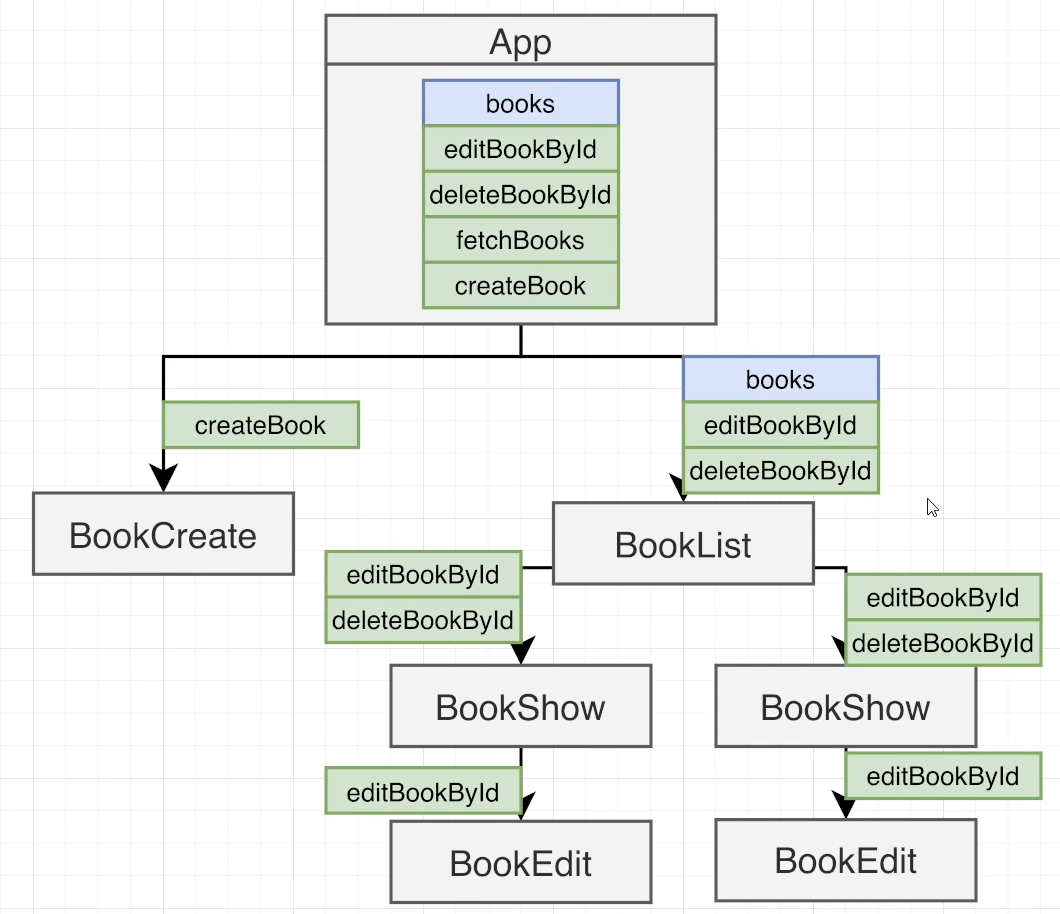 App
books
editBookById
deleteBookById
fetchBooks
createBook
books
createBook
editBookById
deleteBookById
BookCreate
BookList
editBookById
deleteBookById
editBookById
deleteBookById
BookShow
BookShow
editBookById
editBookById
BookEdit
BookEdit